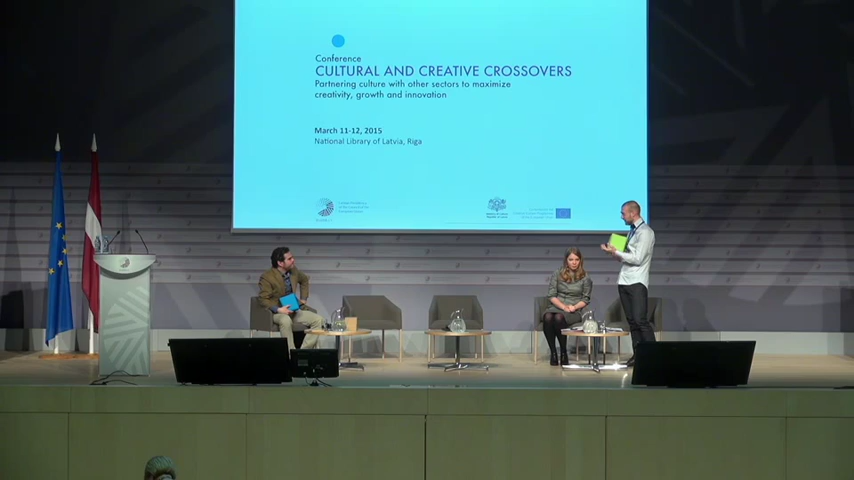 Conference
CULTURAL AND CREATIVE CROSSOVERS
Partnering culture with other sectors to maximize
creativity, growth and innovation
March 11-12, 2015
National Library of Latvia, Riga